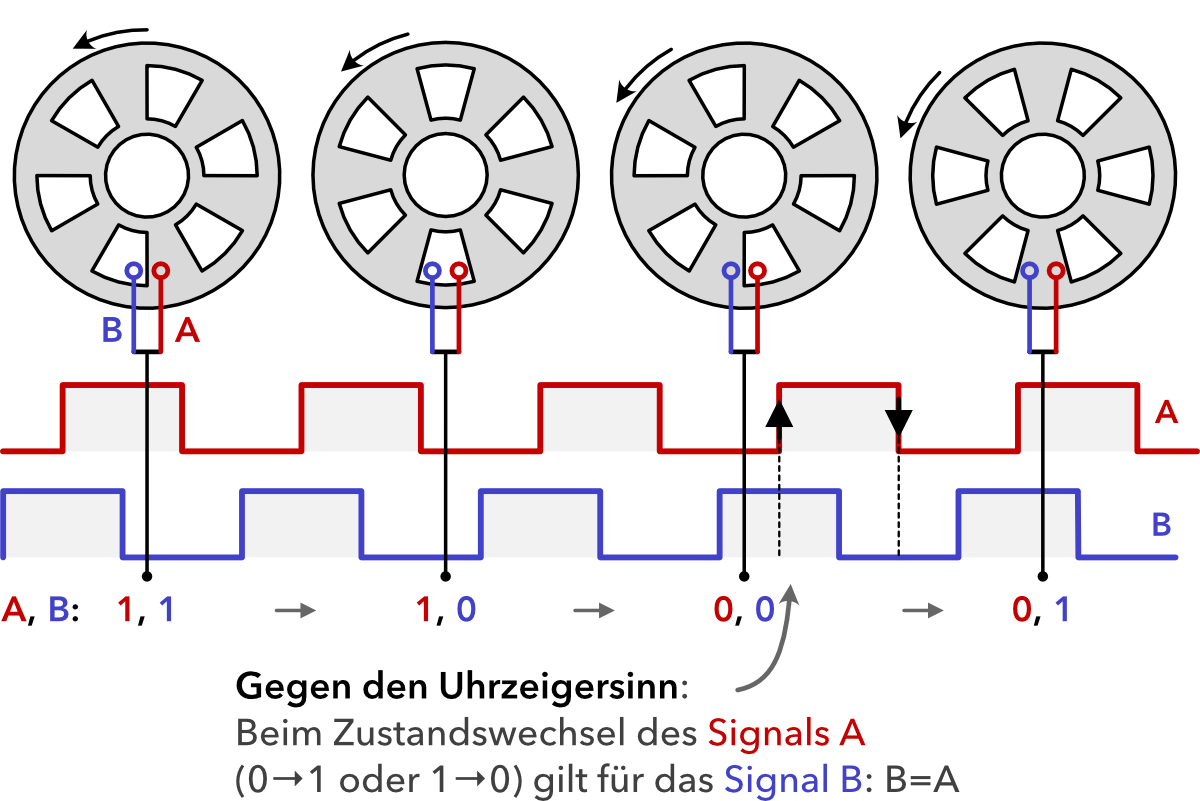 B A
A
B
A, B: 1, 1 → 1, 0 → 0, 0 → 0, 1
Gegen den Uhrzeigersinn:
Beim Zustandswechsel des Signals A
(0→1 oder 1→0) gilt für das Signal B: B=A